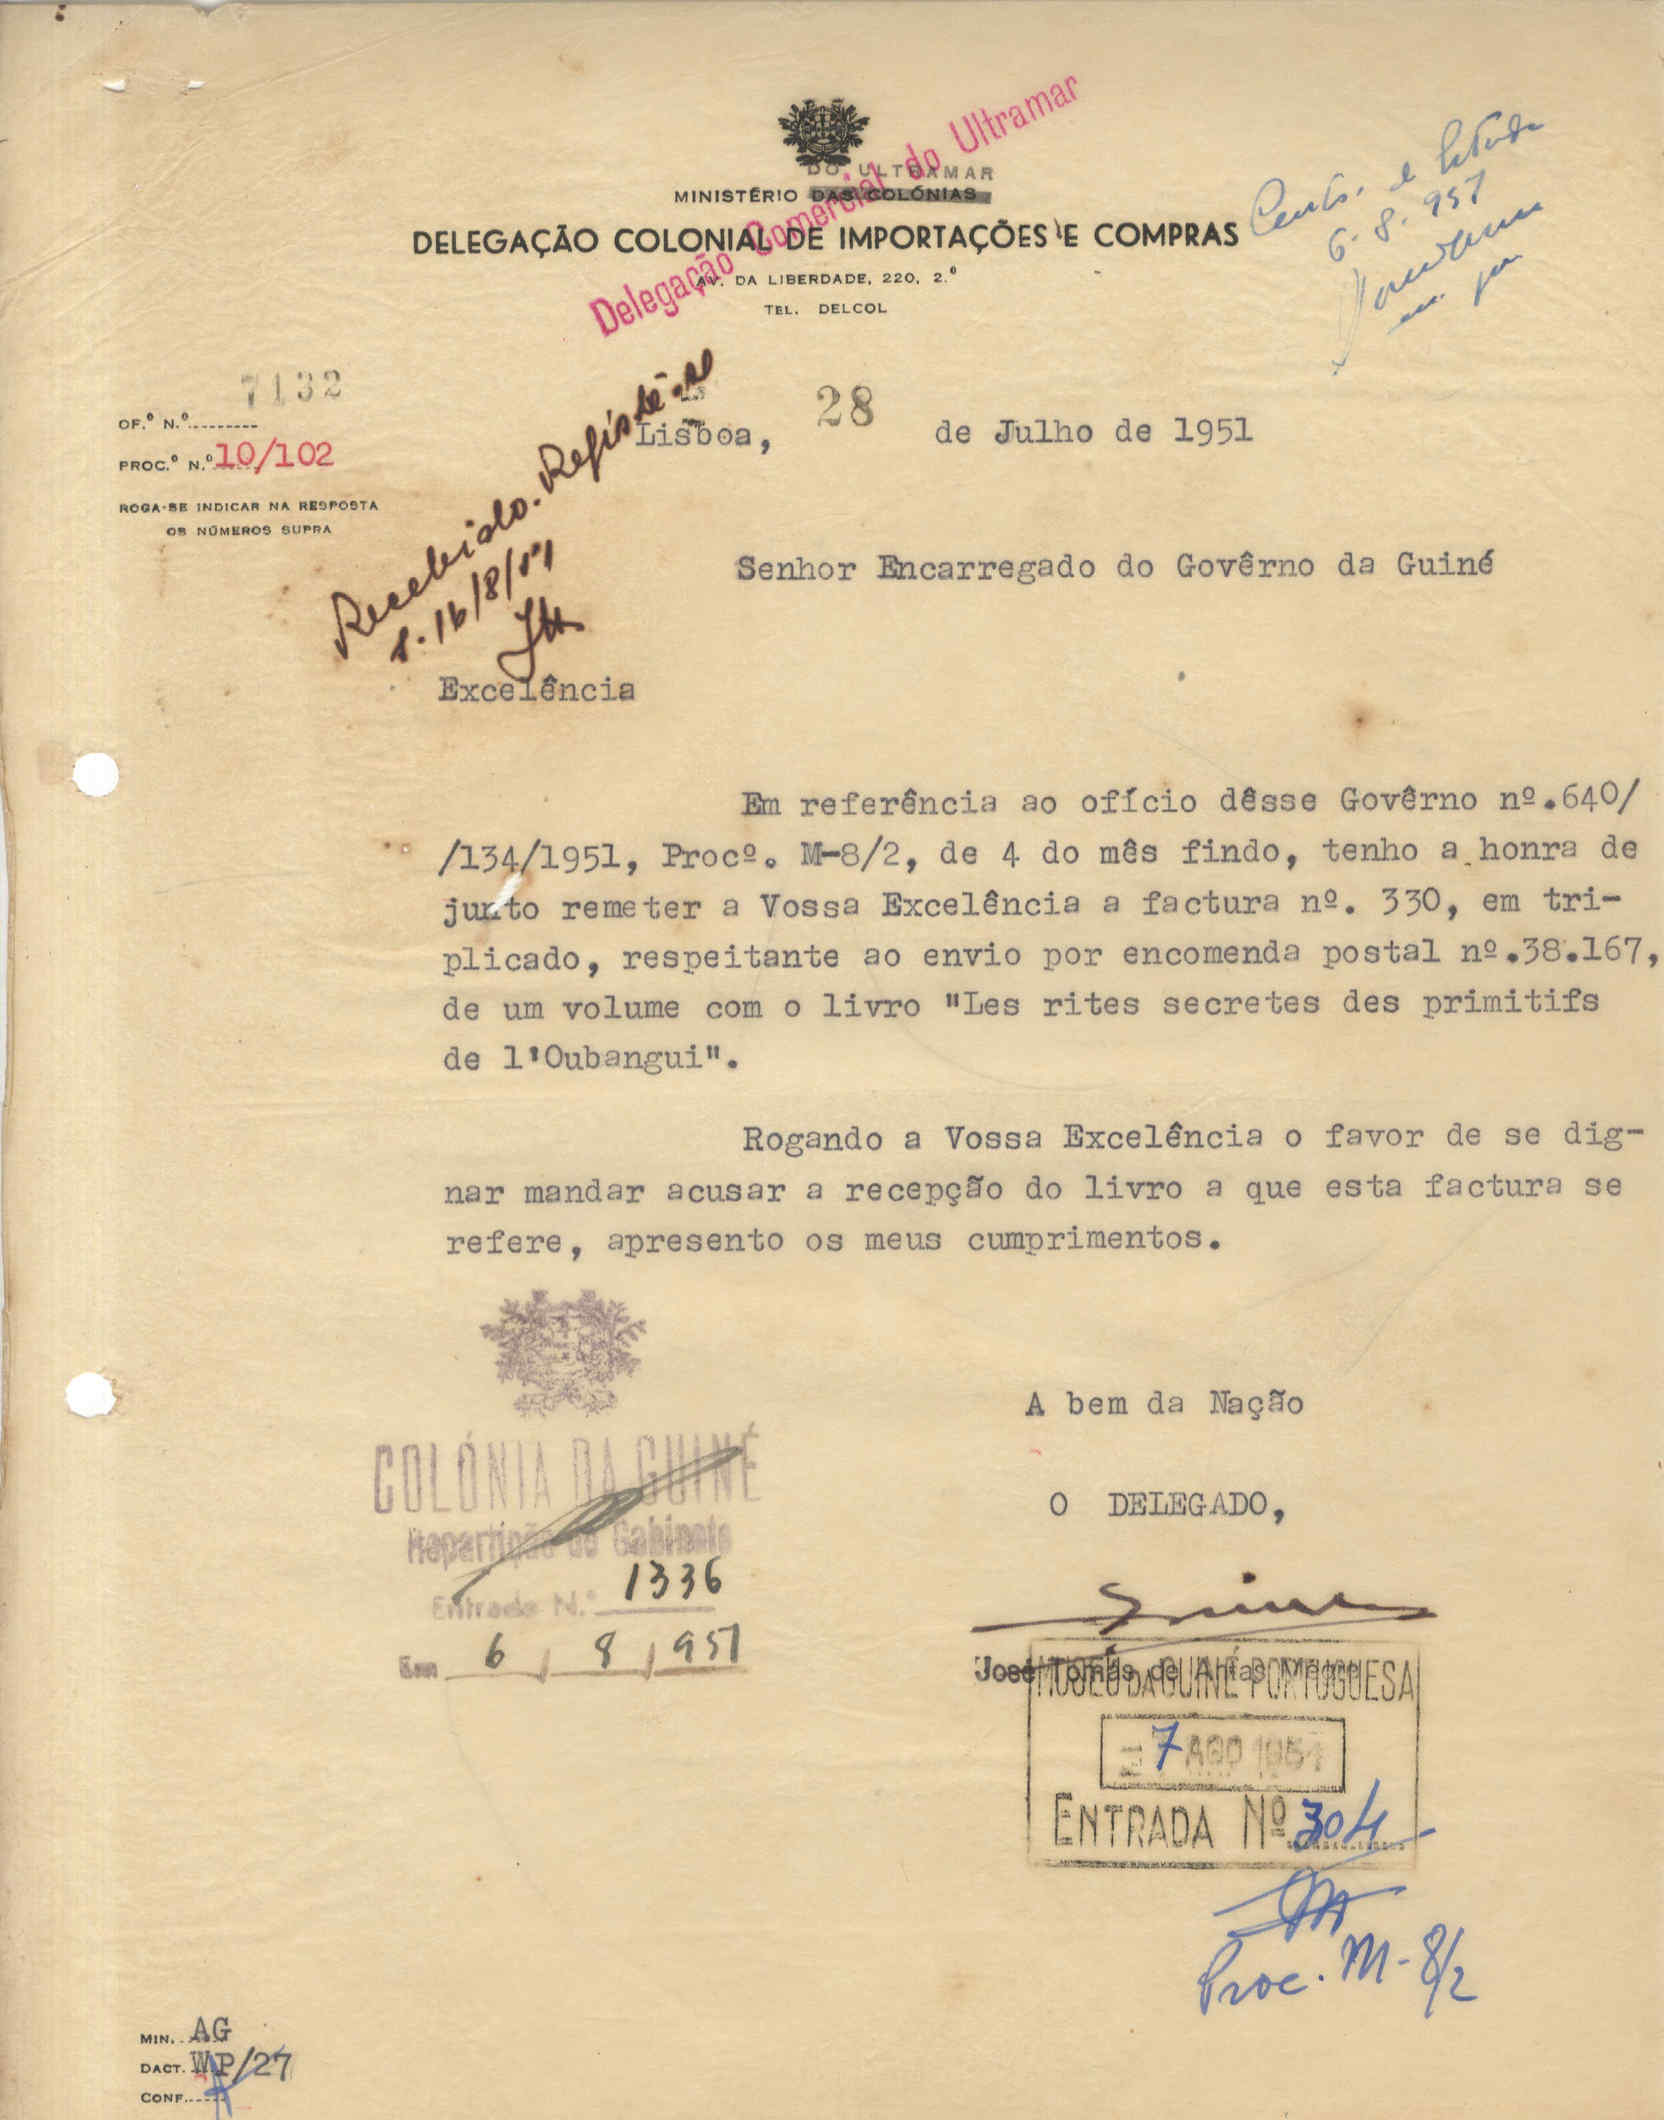 DO ULTRAMAR
MINISTÉRIO DAS COLÓNIAS
DELEGAÇÃO COLONIAL DE IMPORTAÇÕES E COMPRAS
AV. DA LIBERDADE, 220, 2.º
TEL. DELCOL
Delegação Comercial do Ultramar
6.8.951
7132
OF.º N.º
PROC.º N.º 10/102
ROGA-SE INDICAR NA RESPOSTA
OS NÚMEROS SUPRA
Lisboa, 28 de Julho de 1951
Recebido. Registe-se
16/8/51
Senhor Encarregado do Govêrno da Guiné
Excelência
Em referência ao ofício dêsse Govêrno nº.640/
/134/1951, Procº. M-8/2, de 4 do mês findo, tenho a honra de
junto remeter a Vossa Excelência a factura nº. 330, em tri-
plicado, respeitante ao envio por encomenda postal nº.38.167,
de um volume com o livro "Les rites secretes des primitifs
de l'Oubangui".
Rogando a Vossa Excelência o favor de se dig-
nar mandar acusar a recepção do livro a que esta factura se
refere, apresento os meus cumprimentos.
A bem da Nação
O DELEGADO,
COLÓNIA DA GUINÉ
Repartição do Gabinete
Entrada N.º 1336
Em 6/8/951
José Tomás de
MUSEU DA GUINÉ PORTUGUESA
7 AGO 1951
ENTRADA Nº 304
Proc. M-8/2
MIN. AG
DACT. WP/27
CONF.